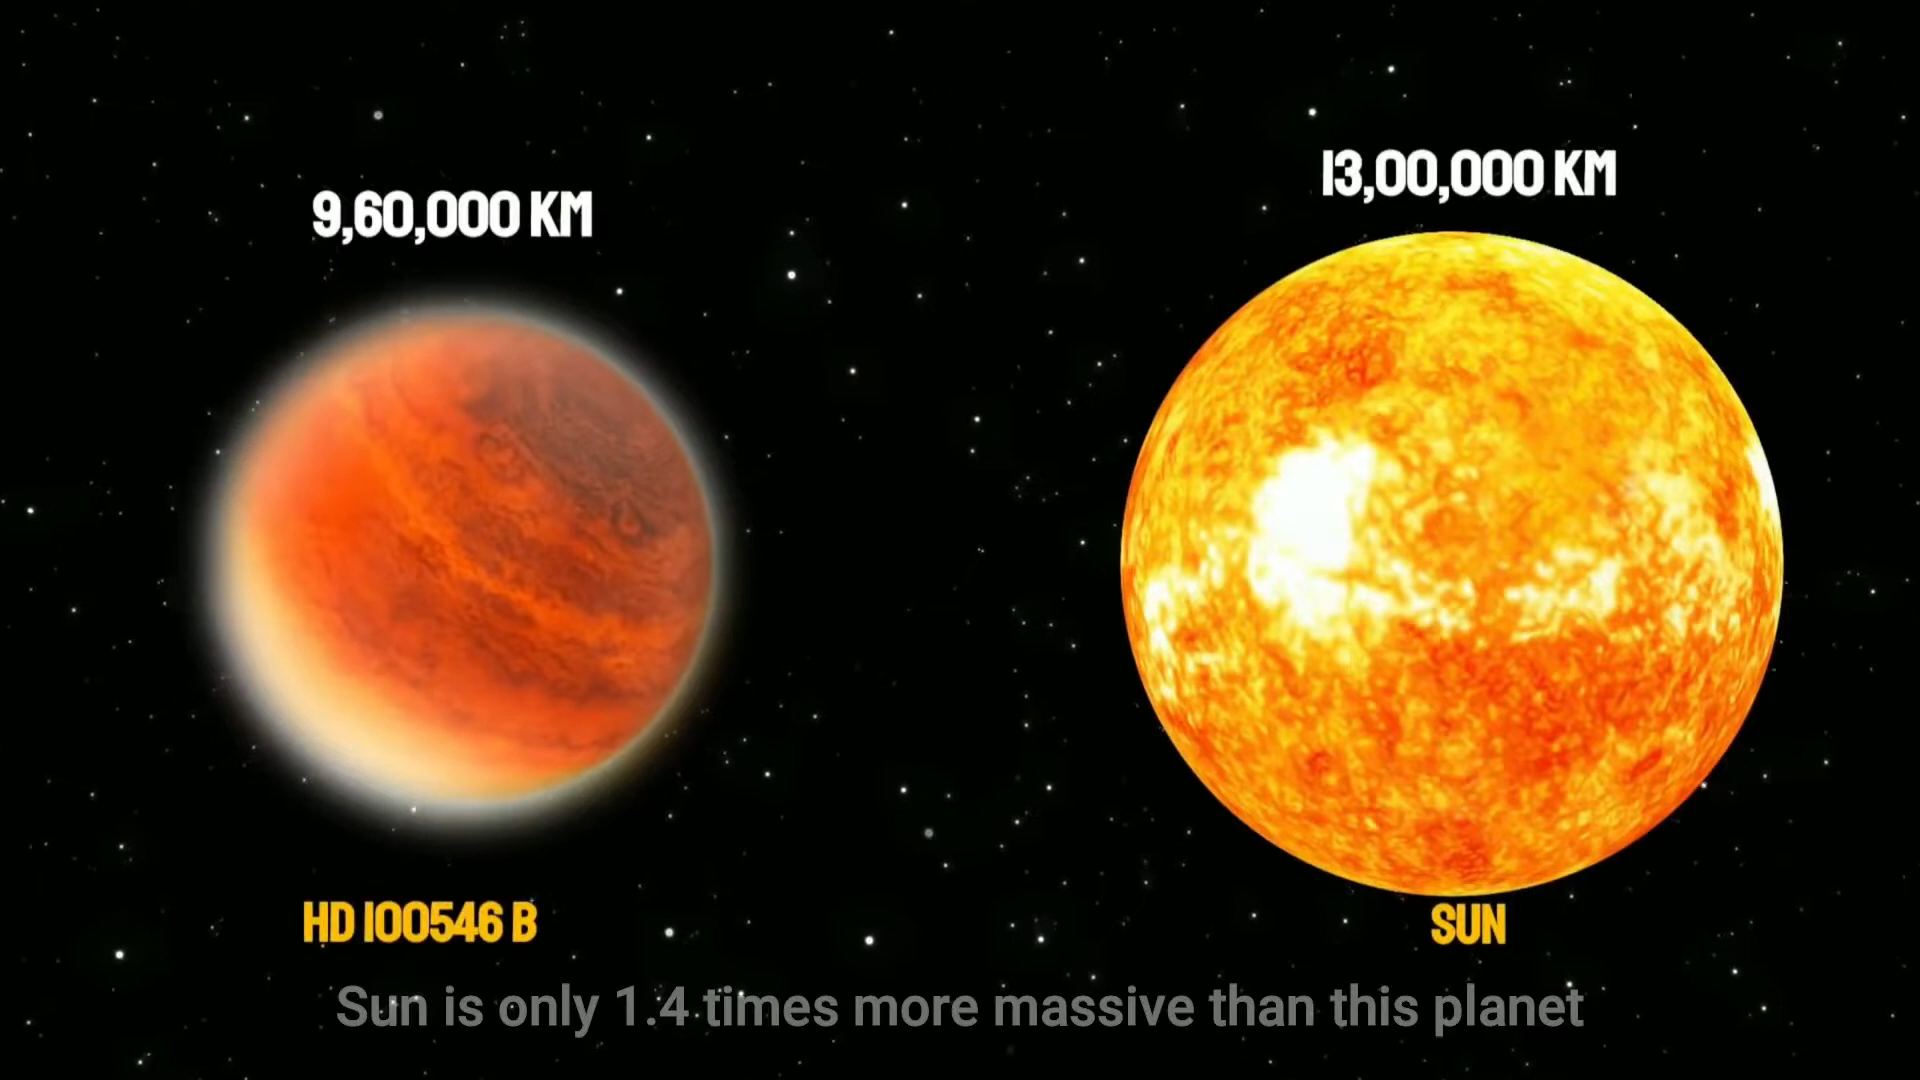 13,00,000 KM
9,60,000 KM
HD 100546 B
SUN
Sun is only 1.4 times more massive than this planet